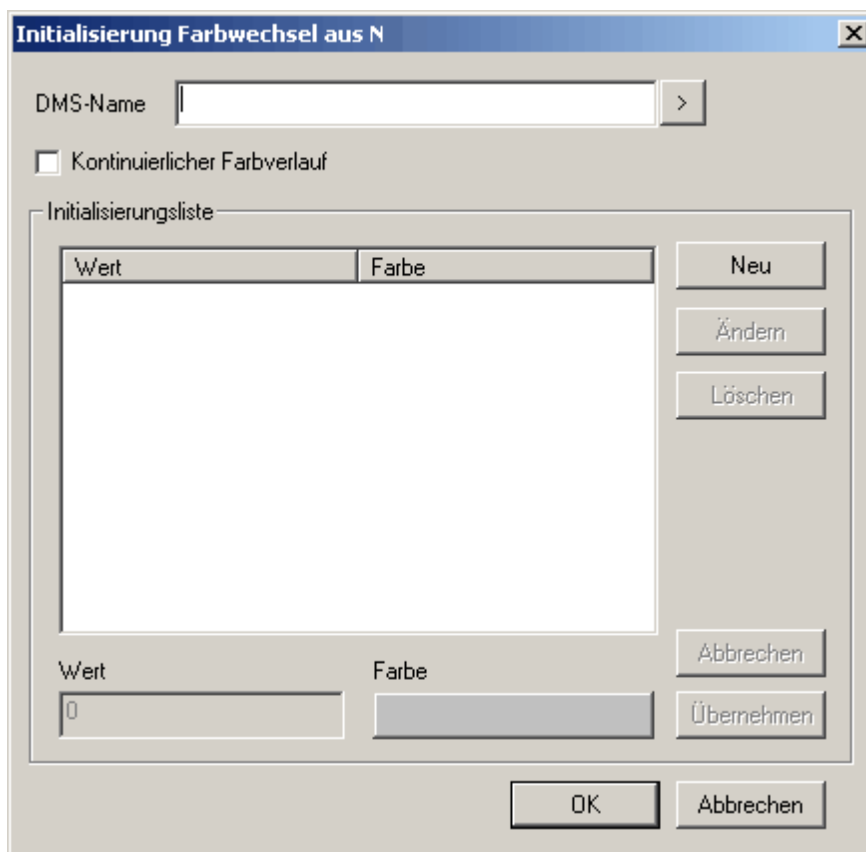 Initialisierung Farbwechsel aus N
DMS-Name
>
Kontinuierlicher Farbverlauf
Initialisierungsliste
Wert Farbe
Neu
Ändern
Löschen
Abbrechen
Wert Farbe
0
Übernehmen
OK Abbrechen